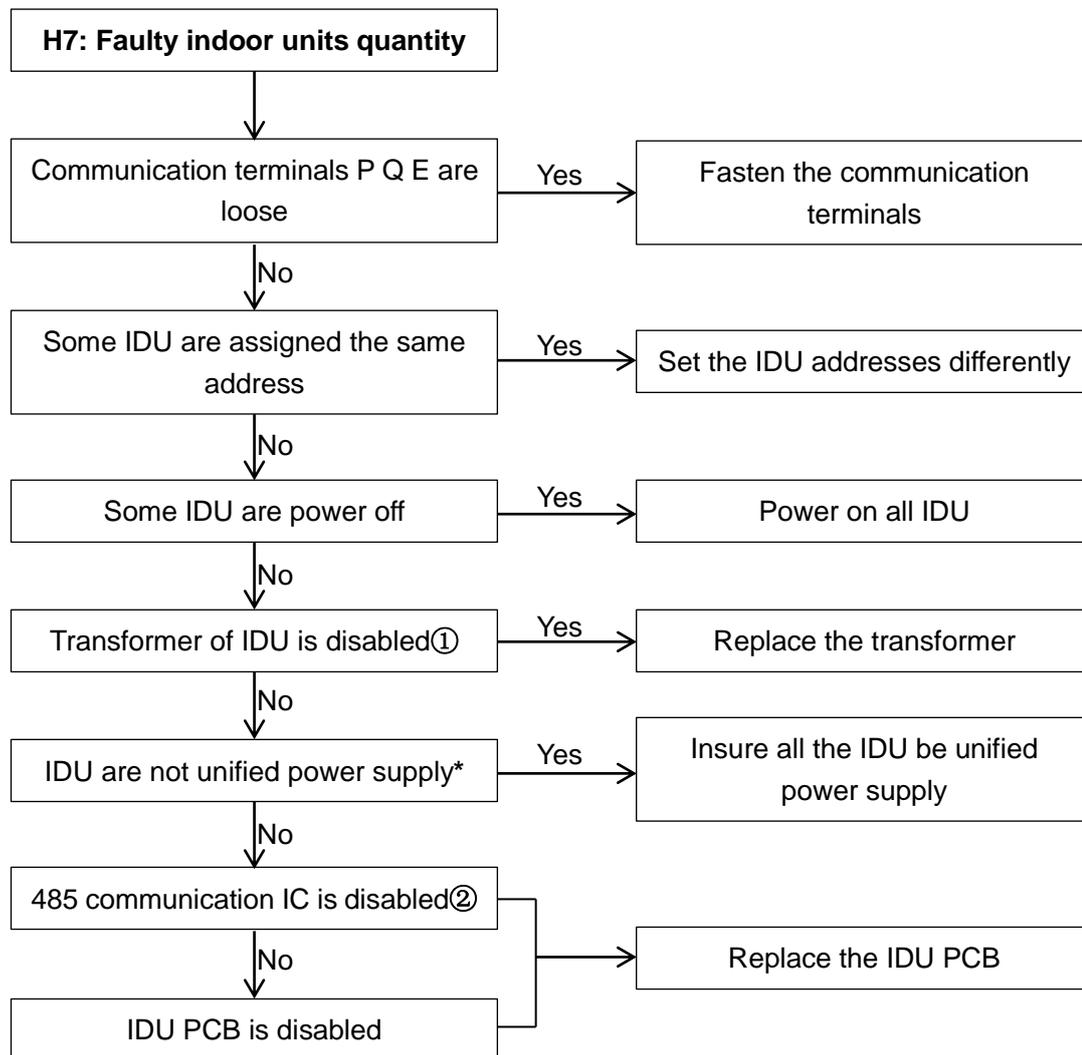 H7: Faulty indoor units quantity
Communication terminals P Q E are
loose
Yes
Fasten the communication
terminals
No
Some IDU are assigned the same
address
Yes
Set the IDU addresses differently
No
Some IDU are power off
Yes
Power on all IDU
No
Transformer of IDU is disabled①
Yes
Replace the transformer
No
IDU are not unified power supply*
Yes
Insure all the IDU be unified
power supply
No
485 communication IC is disabled②
No
Replace the IDU PCB
IDU PCB is disabled